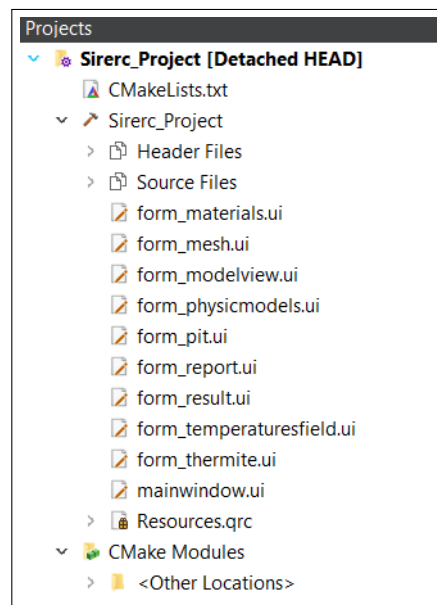 Projects
Sirerc_Project [Detached HEAD]
CMakeLists.txt
Sirerc_Project
Header Files
Source Files
form_materials.ui
form_mesh.ui
form_modelview.ui
form_physicmodels.ui
form_pit.ui
form_report.ui
form_result.ui
form_temperaturesfield.ui
form_thermite.ui
mainwindow.ui
Resources.qrc
CMake Modules
<Other Locations>